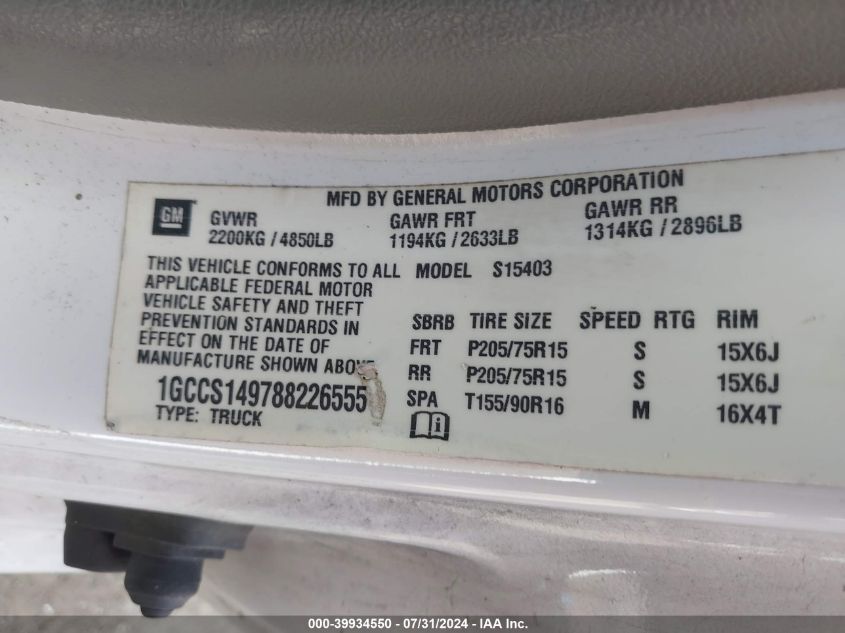 MFD BY GENERAL MOTORS CORPORATION
GM
GVWR GAWR FRT GAWR RR
2200KG / 4850LB 1194KG / 2633LB 1314KG / 2896LB
THIS VEHICLE CONFORMS TO ALL MODEL S15403
APPLICABLE FEDERAL MOTOR
VEHICLE SAFETY AND THEFT
PREVENTION STANDARDS IN
EFFECT ON THE DATE OF
MANUFACTURE SHOWN ABOVE
SBRB TIRE SIZE SPEED RTG RIM
FRT P205/75R15 S 15X6J
RR P205/75R15 S 15X6J
SPA T155/90R16 M 16X4T
1GCCS149788226555
TYPE: TRUCK
000-39934550 - 07/31/2024 - IAA Inc.